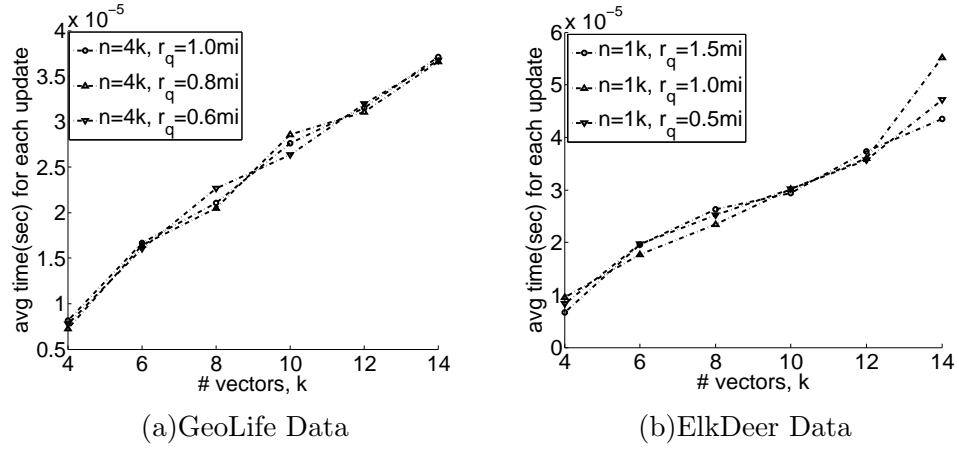 x 10⁻⁵
4
3.5
3
2.5
2
1.5
1
0.5
avg time(sec) for each update
n=4k, r_q=1.0mi
n=4k, r_q=0.8mi
n=4k, r_q=0.6mi
4 6 8 10 12 14
# vectors, k
(a)GeoLife Data
x 10⁻⁵
6
5
4
3
2
1
0
avg time(sec) for each update
n=1k, r_q=1.5mi
n=1k, r_q=1.0mi
n=1k, r_q=0.5mi
4 6 8 10 12 14
# vectors, k
(b)ElkDeer Data